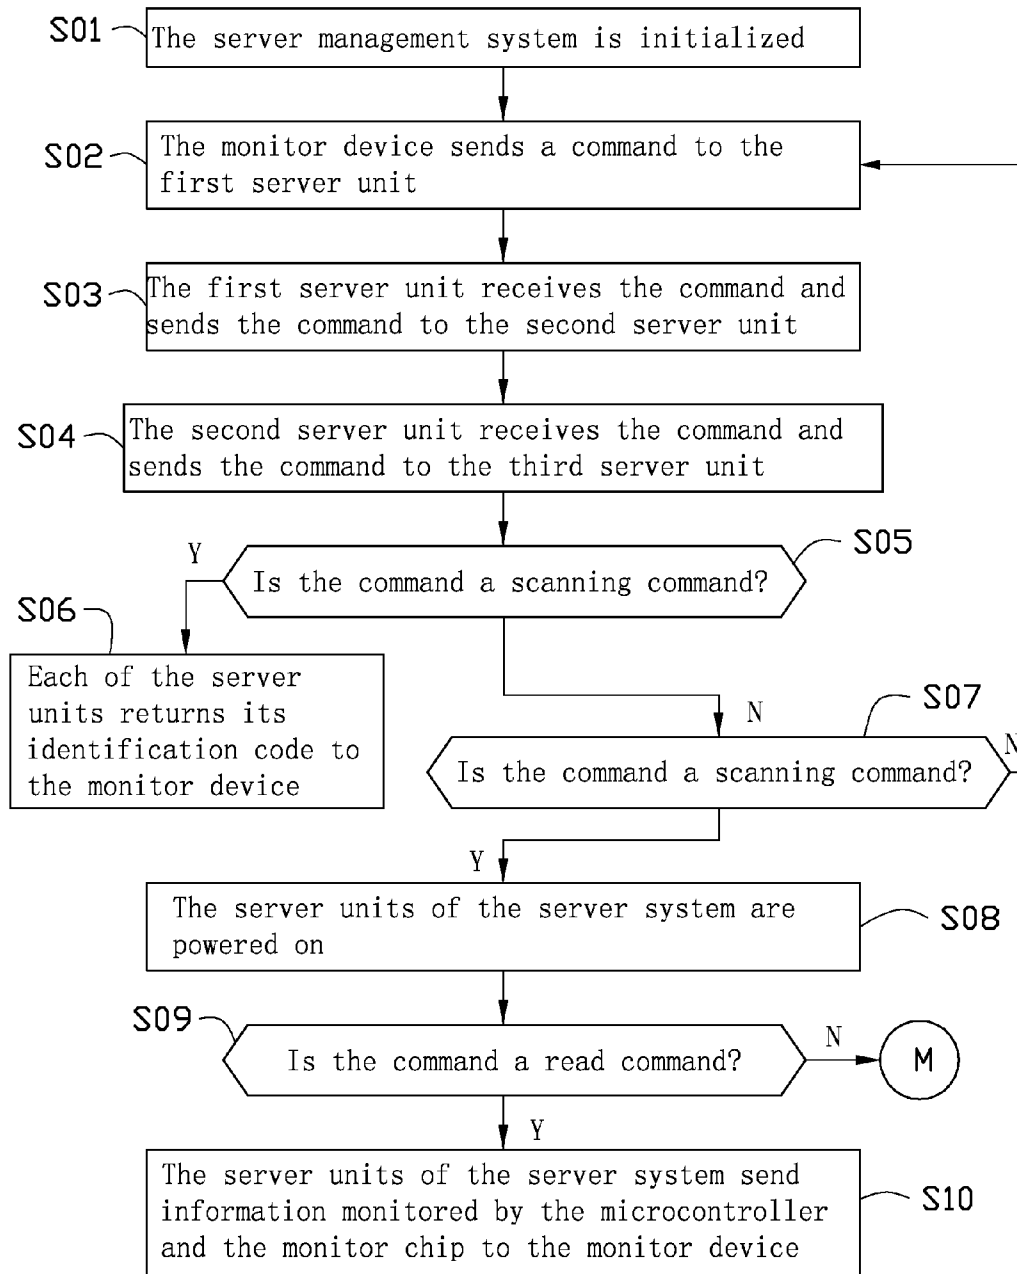 S01
The server management system is initialized
S02
The monitor device sends a command to the
first server unit
S03
The first server unit receives the command and
sends the command to the second server unit
S04
The second server unit receives the command and
sends the command to the third server unit
S05
Y
Is the command a scanning command?
S06
Each of the server
units returns its
identification code to
the monitor device
N
S07
N
Is the command a scanning command?
Y
The server units of the server system are
powered on
S08
S09
Is the command a read command?
N
M
Y
The server units of the server system send
information monitored by the microcontroller
and the monitor chip to the monitor device
S10